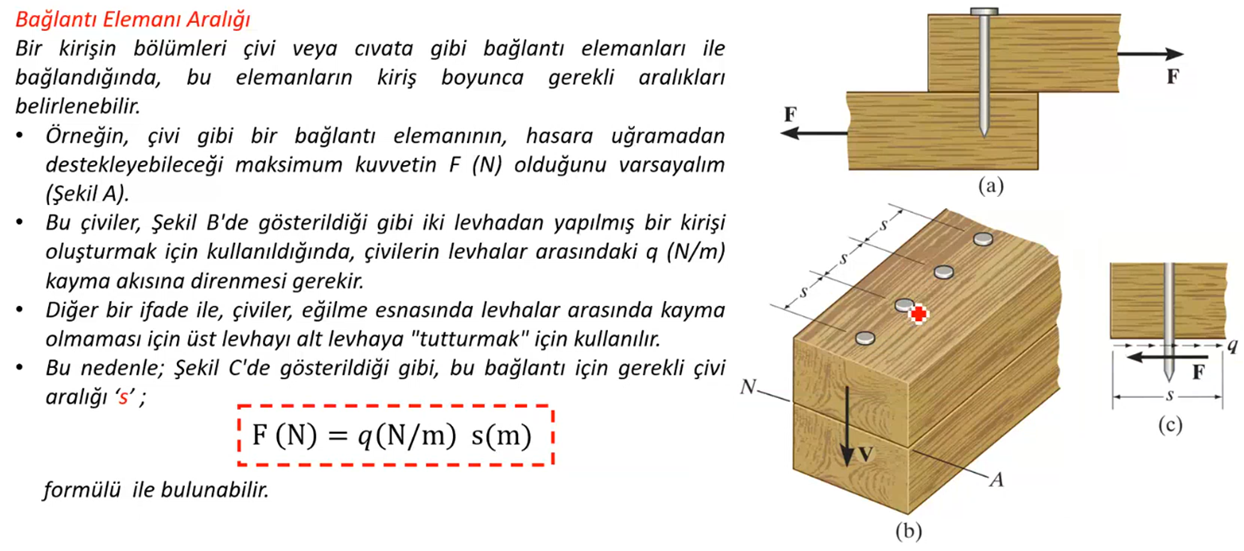 Bağlantı Elemanı Aralığı
Bir kirişin bölümleri çivi veya cıvata gibi bağlantı elemanları ile
bağlandığında, bu elemanların kiriş boyunca gerekli aralıkları
belirlenebilir.
• Örneğin, çivi gibi bir bağlantı elemanının, hasara uğramadan
destekleyebileceği maksimum kuvvetin F (N) olduğunu varsayalım
(Şekil A).
• Bu çiviler, Şekil B'de gösterildiği gibi iki levhadan yapılmış bir kirişi
oluşturmak için kullanıldığında, çivilerin levhalar arasındaki q (N/m)
kayma akısına direnmesi gerekir.
• Diğer bir ifade ile, çiviler, eğilme esnasında levhalar arasında kayma
olmaması için üst levhayı alt levhaya "tutturmak" için kullanılır.
• Bu nedenle; Şekil C'de gösterildiği gibi, bu bağlantı için gerekli çivi
aralığı ‘s’ ;
F (N) = q(N/m) s(m)
formülü ile bulunabilir.
F
F
(a)
s
s
s
N
V
A
(b)
q
F
s
(c)